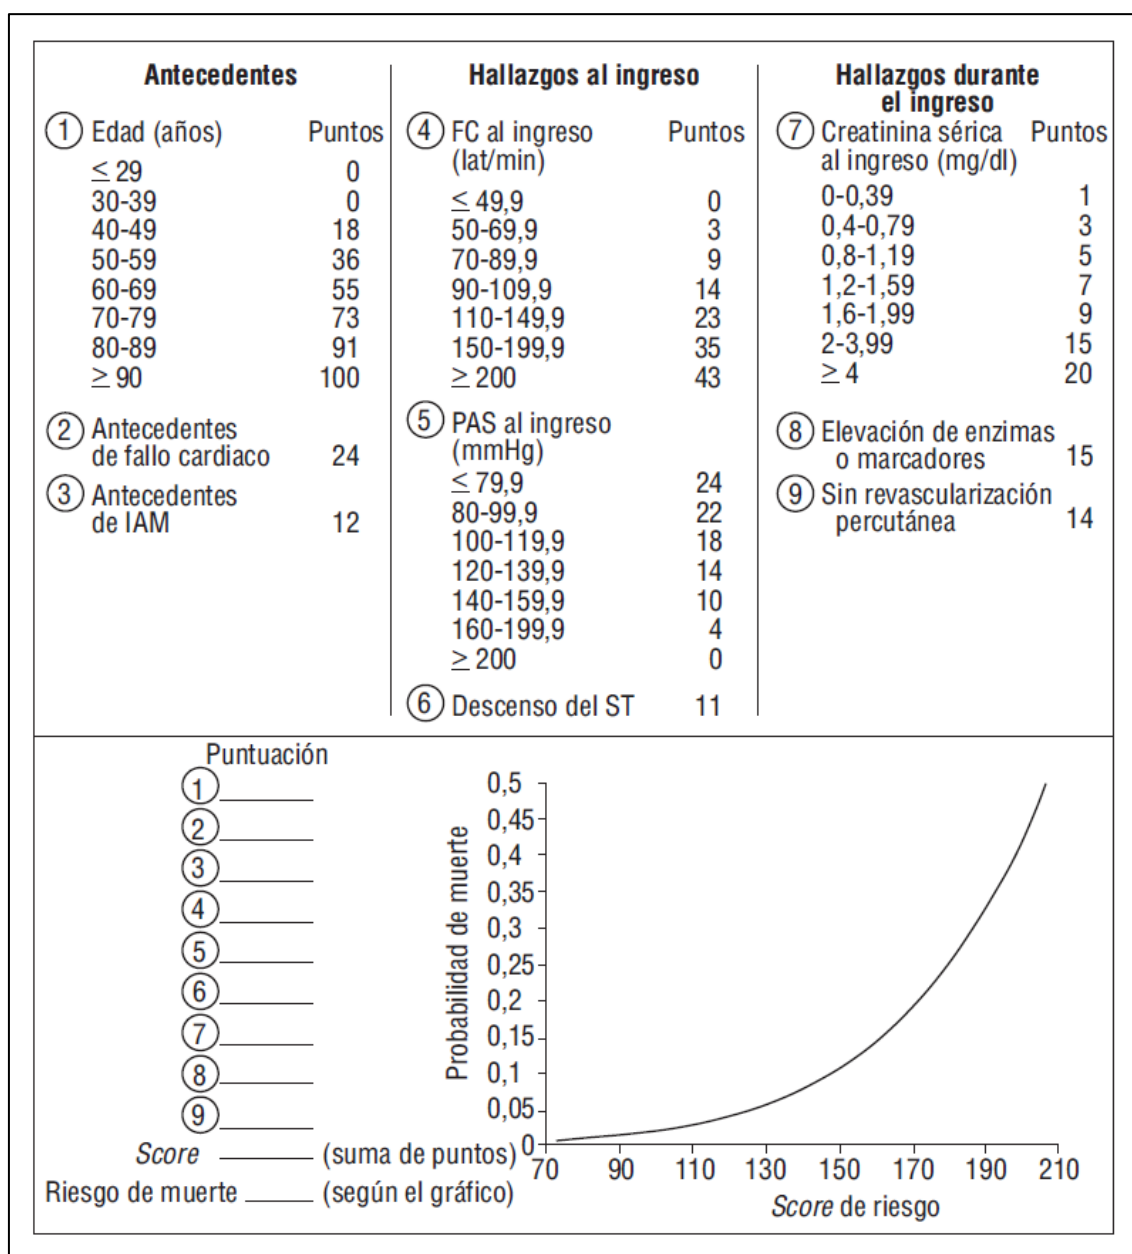 Antecedentes
① Edad (años) Puntos
≤ 29 0
30-39 0
40-49 18
50-59 36
60-69 55
70-79 73
80-89 91
≥ 90 100
② Antecedentes
de fallo cardiaco 24
③ Antecedentes
de IAM 12
Hallazgos al ingreso
④ FC al ingreso Puntos
(lat/min)
≤ 49,9 0
50-69,9 3
70-89,9 9
90-109,9 14
110-149,9 23
150-199,9 35
≥ 200 43
⑤ PAS al ingreso
(mmHg)
≤ 79,9 24
80-99,9 22
100-119,9 18
120-139,9 14
140-159,9 10
160-199,9 4
≥ 200 0
⑥ Descenso del ST 11
Hallazgos durante
el ingreso
⑦ Creatinina sérica Puntos
al ingreso (mg/dl)
0-0,39 1
0,4-0,79 3
0,8-1,19 5
1,2-1,59 7
1,6-1,99 9
2-3,99 15
≥ 4 20
⑧ Elevación de enzimas
o marcadores 15
⑨ Sin revascularización
percutánea 14
Puntuación
①
②
③
④
⑤
⑥
⑦
⑧
⑨
Score (suma de puntos)
Riesgo de muerte (según el gráfico)
Probabilidad de muerte
0,5
0,45
0,4
0,35
0,3
0,25
0,2
0,15
0,1
0,05
0
70 90 110 130 150 170 190 210
Score de riesgo